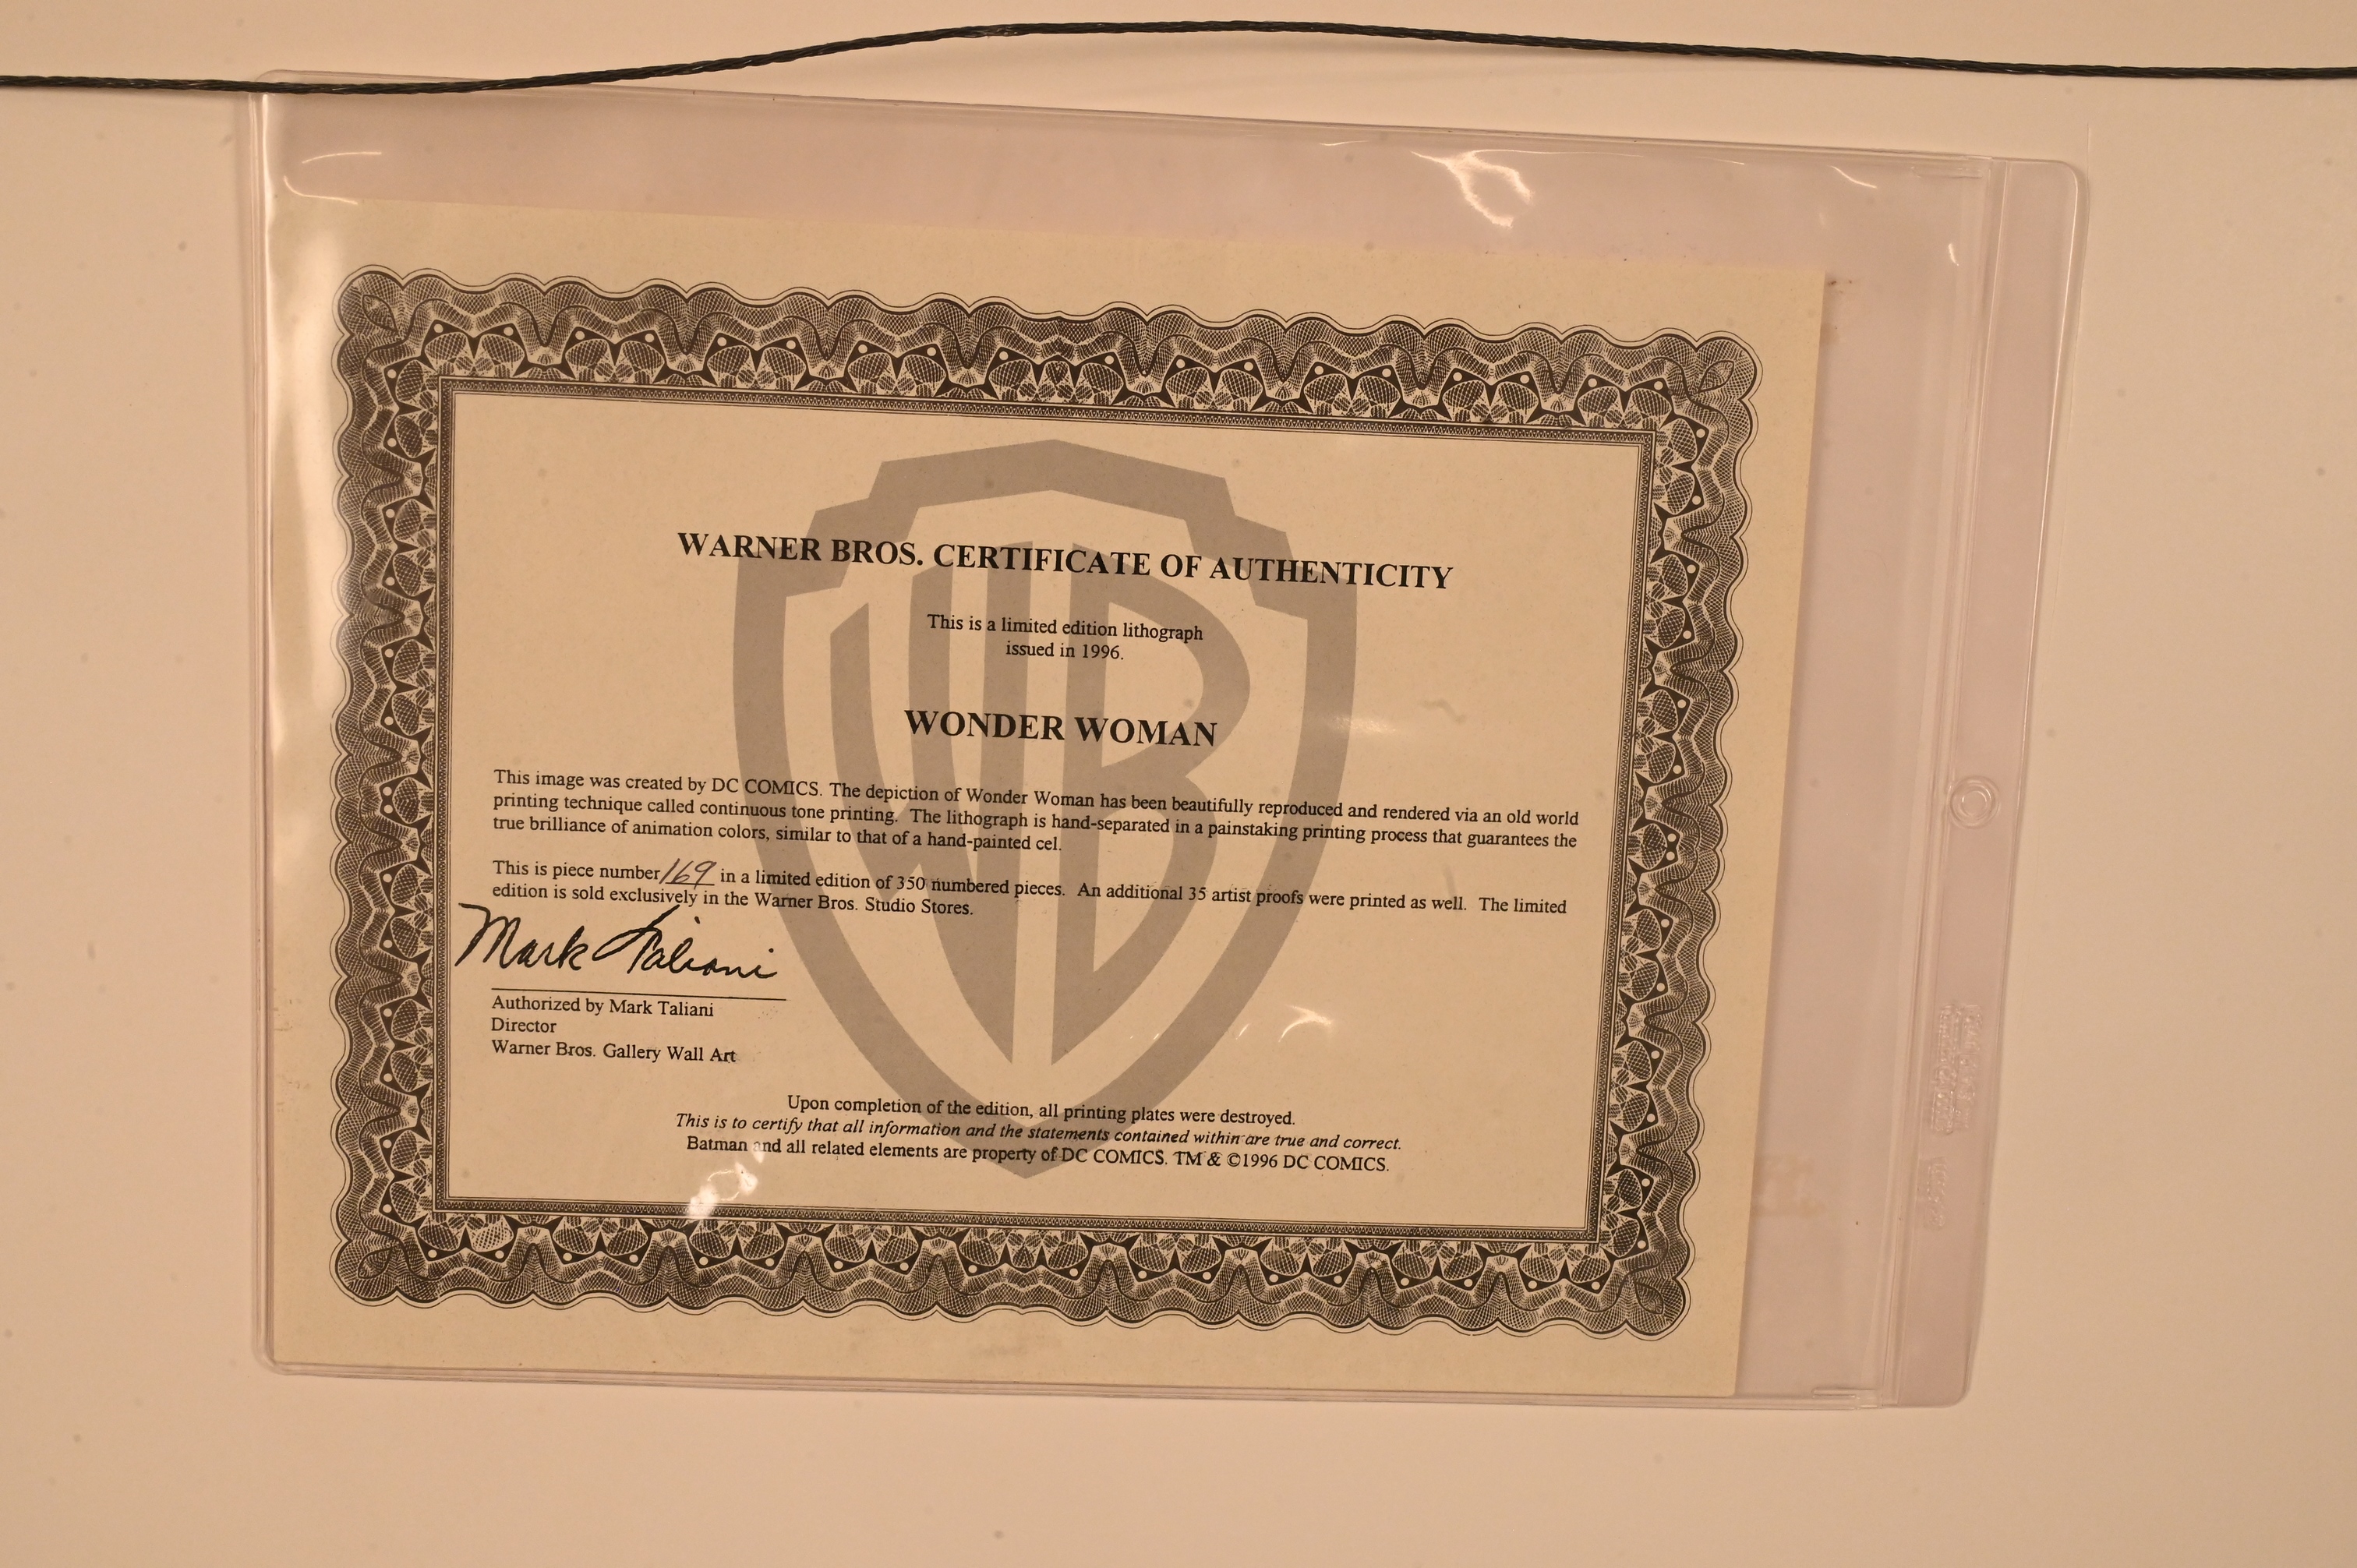 WARNER BROS. CERTIFICATE OF AUTHENTICITY
This is a limited edition lithograph
issued in 1996.
WONDER WOMAN
This image was created by DC COMICS. The depiction of Wonder Woman has been beautifully reproduced and rendered via an old world
printing technique called continuous tone printing. The lithograph is hand-separated in a painstaking printing process that guarantees the
true brilliance of animation colors, similar to that of a hand-painted cel.
This is piece number 169 in a limited edition of 350 numbered pieces. An additional 35 artist proofs were printed as well. The limited
edition is sold exclusively in the Warner Bros. Studio Stores.
Mark Taliani
Authorized by Mark Taliani
Director
Warner Bros. Gallery Wall Art
Upon completion of the edition, all printing plates were destroyed.
This is to certify that all information and the statements contained within are true and correct.
Batman and all related elements are property of DC COMICS. TM & ©1996 DC COMICS.